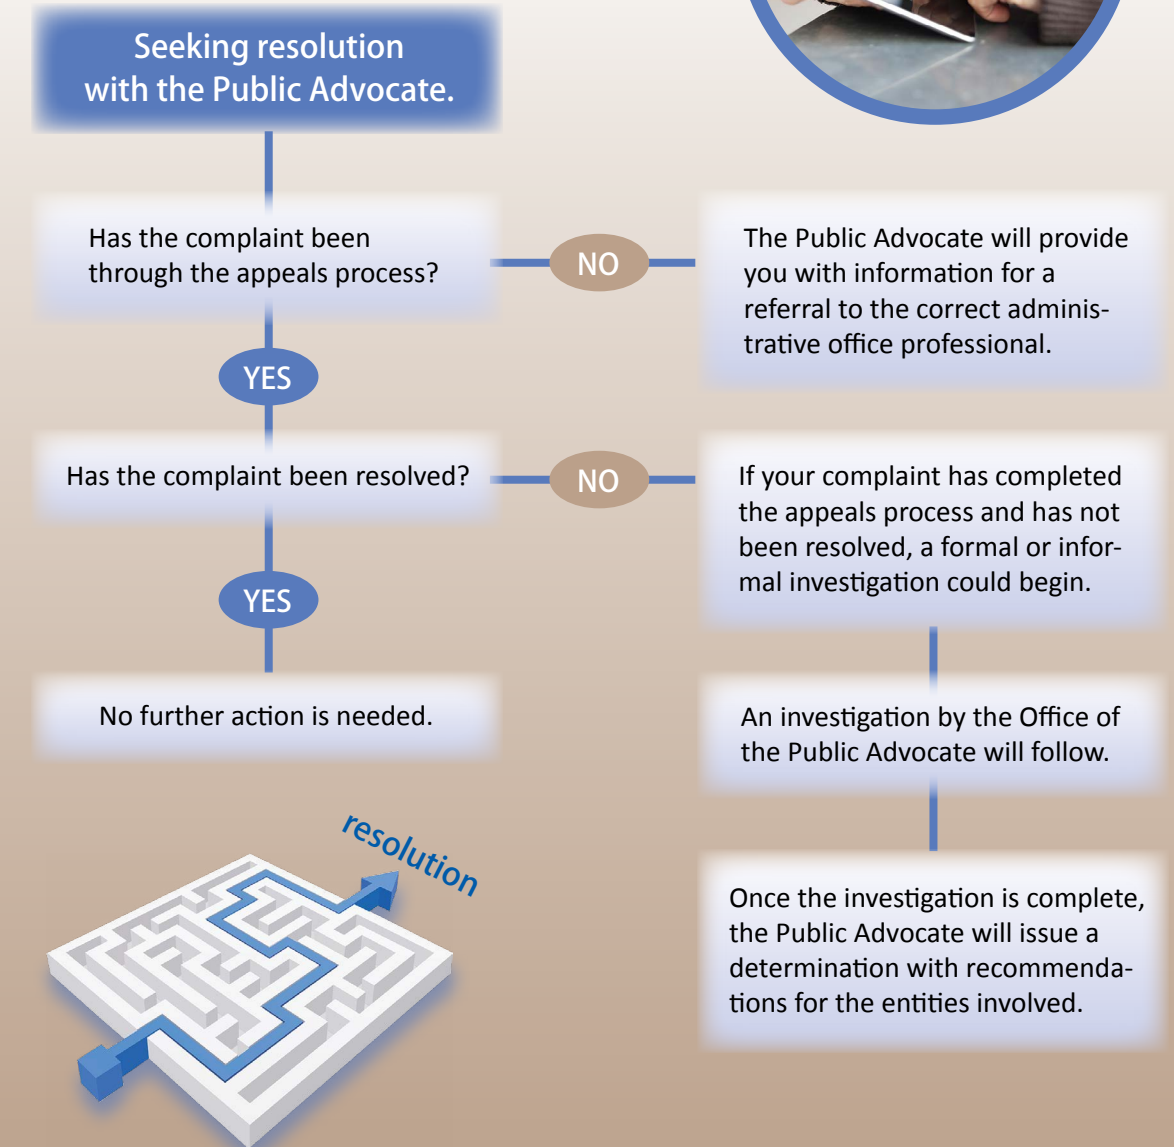 Seeking resolution
with the Public Advocate.
Has the complaint been
through the appeals process?
NO
The Public Advocate will provide
you with information for a
referral to the correct adminis-
trative office professional.
YES
Has the complaint been resolved?
NO
If your complaint has completed
the appeals process and has not
been resolved, a formal or infor-
mal investigation could begin.
YES
No further action is needed.
An investigation by the Office of
the Public Advocate will follow.
resolution
Once the investigation is complete,
the Public Advocate will issue a
determination with recommenda-
tions for the entities involved.